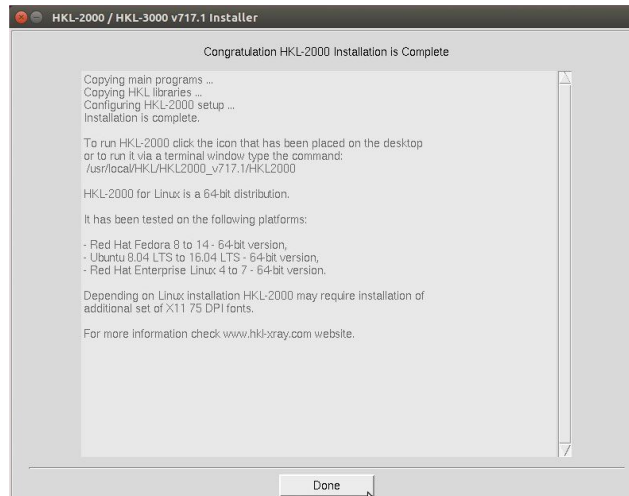 HKL-2000 / HKL-3000 v717.1 Installer
Congratulation HKL-2000 Installation is Complete
Copying main programs ...
Copying HKL libraries ...
Configuring HKL-2000 setup ...
Installation is complete.
To run HKL-2000 click the icon that has been placed on the desktop
or to run it via a terminal window type the command:
/usr/local/HKL/HKL2000_v717.1/HKL2000
HKL-2000 for Linux is a 64-bit distribution.
It has been tested on the following platforms:
- Red Hat Fedora 8 to 14 - 64-bit version,
- Ubuntu 8.04 LTS to 16.04 LTS - 64-bit version,
- Red Hat Enterprise Linux 4 to 7 - 64-bit version.
Depending on Linux installation HKL-2000 may require installation of
additional set of X11 75 DPI fonts.
For more information check www.hkl-xray.com website.
Done